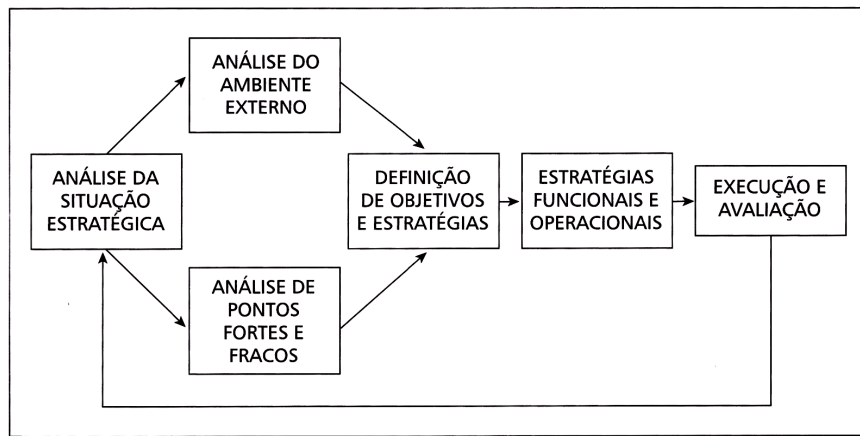 ANÁLISE DO
AMBIENTE
EXTERNO
ANÁLISE DA
SITUAÇÃO
ESTRATÉGICA
DEFINIÇÃO
DE OBJETIVOS
E ESTRATÉGIAS
ESTRATÉGIAS
FUNCIONAIS E
OPERACIONAIS
EXECUÇÃO E
AVALIAÇÃO
ANÁLISE DE
PONTOS
FORTES E
FRACOS